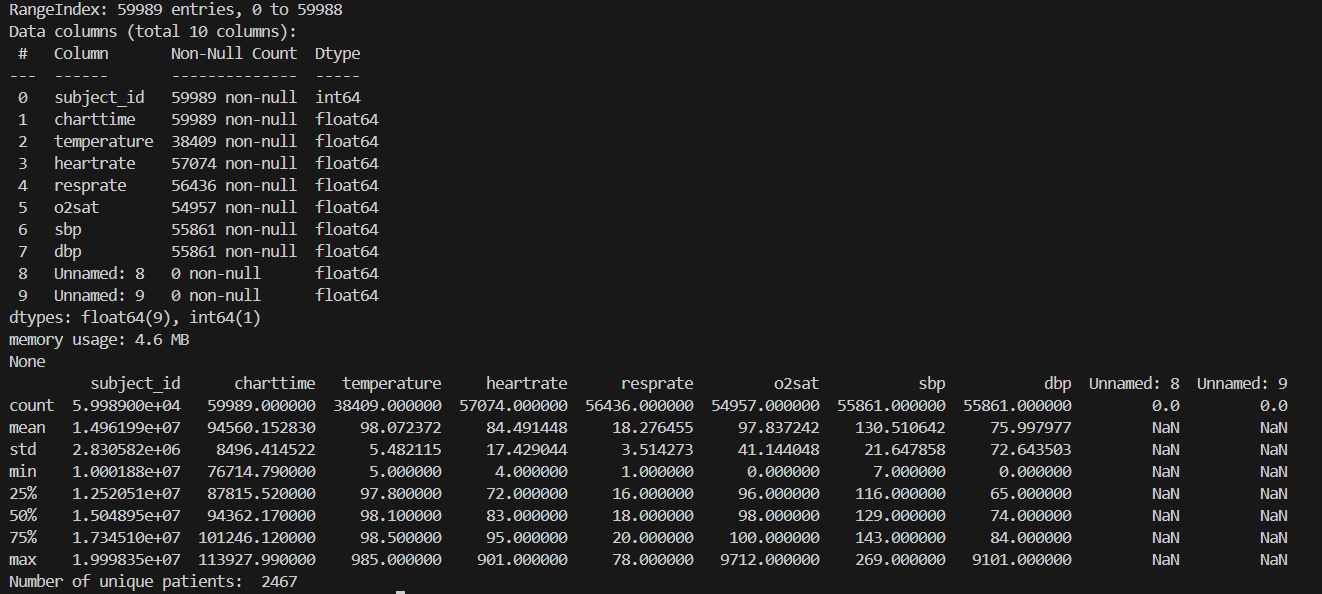 RangeIndex: 59989 entries, 0 to 59988
Data columns (total 10 columns):
 #   Column       Non-Null Count  Dtype
---  ------       --------------  -----
 0   subject_id   59989 non-null  int64
 1   charttime    59989 non-null  float64
 2   temperature  38409 non-null  float64
 3   heartrate    57074 non-null  float64
 4   resprate     56436 non-null  float64
 5   o2sat        54957 non-null  float64
 6   sbp          55861 non-null  float64
 7   dbp          55861 non-null  float64
 8   Unnamed: 8   0 non-null      float64
 9   Unnamed: 9   0 non-null      float64
dtypes: float64(9), int64(1)
memory usage: 4.6 MB
None
         subject_id      charttime   temperature     heartrate      resprate         o2sat           sbp           dbp  Unnamed: 8  Unnamed: 9
count  5.998900e+04   59989.000000  38409.000000  57074.000000  56436.000000  54957.000000  55861.000000  55861.000000         0.0         0.0
mean   1.496199e+07   94560.152830     98.072372     84.491448     18.276455     97.837242    130.510642     75.997977         NaN         NaN
std    2.830582e+06    8496.414522      5.482115     17.429044      3.514273     41.144048     21.647858     72.643503         NaN         NaN
min    1.000188e+07   76714.790000      5.000000      4.000000      1.000000      0.000000      7.000000      0.000000         NaN         NaN
25%    1.252051e+07   87815.520000     97.800000     72.000000     16.000000     96.000000    116.000000     65.000000         NaN         NaN
50%    1.504895e+07   94362.170000     98.100000     83.000000     18.000000     98.000000    129.000000     74.000000         NaN         NaN
75%    1.734510e+07  101246.120000     98.500000     95.000000     20.000000    100.000000    143.000000     84.000000         NaN         NaN
max    1.999835e+07  113927.990000    985.000000    901.000000     78.000000   9712.000000    269.000000   9101.000000         NaN         NaN
Number of unique patients:  2467